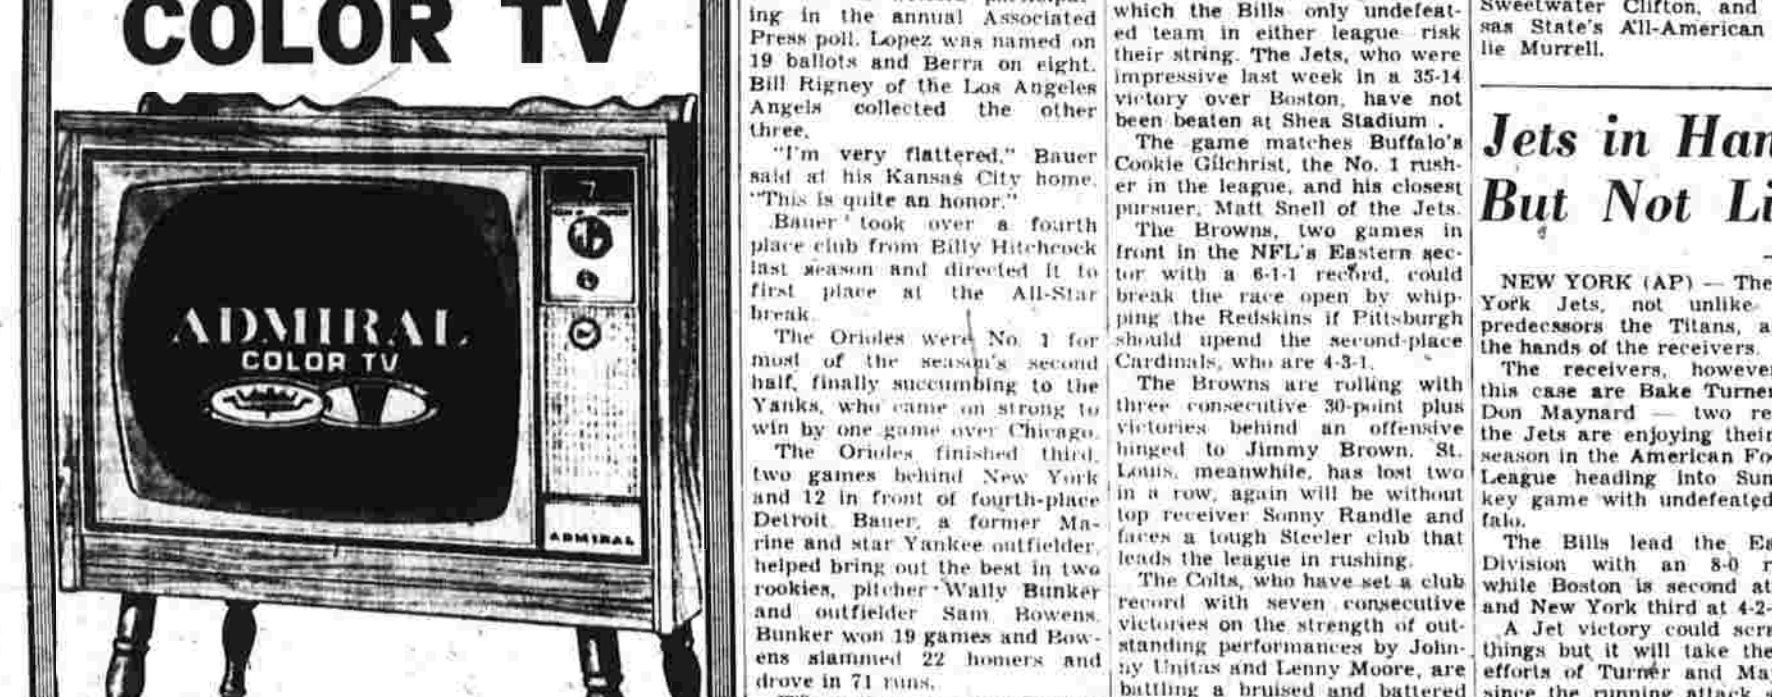 COLOR TV
7
ADMIRAL
COLOR TV
ADMIRAL
ing in the annual Associated
Press poll. Lopez was named on
19 ballots and Berra on eight.
Bill Rigney of the Los Angeles
Angels collected the other
three.
"I'm very flattered," Bauer
said at his Kansas City home.
"This is quite an honor."
Bauer took over a fourth
place club from Billy Hitchcock
last season and directed it to
first place at the All-Star
break.
The Orioles were No. 1 for
most of the season's second
half, finally succumbing to the
Yanks, who came on strong to
win by one game over Chicago.
The Orioles finished third,
two games behind New York
and 12 in front of fourth-place
Detroit. Bauer, a former Ma-
rine and star Yankee outfielder,
helped bring out the best in two
rookies, pitcher Wally Bunker
and outfielder Sam Bowens.
Bunker won 19 games and Bow-
ens slammed 22 homers and
drove in 71 runs.
which the Bills only undefeat-
ed team in either league risk
their string. The Jets, who were
impressive last week in a 35-14
victory over Boston, have not
been beaten at Shea Stadium .
The game matches Buffalo's
Cookie Gilchrist, the No. 1 rush-
er in the league, and his closest
pursuer, Matt Snell of the Jets.
The Browns, two games in
front in the NFL's Eastern sec-
tor with a 6-1-1 record, could
break the race open by whip-
ping the Redskins if Pittsburgh
should upend the second-place
Cardinals, who are 4-3-1.
The Browns are rolling with
three consecutive 30-point plus
victories behind an offensive
hinged to Jimmy Brown. St.
Louis, meanwhile, has lost two
in a row, again will be without
top receiver Sonny Randle and
faces a tough Steeler club that
leads the league in rushing.
The Colts, who have set a club
record with seven consecutive
victories on the strength of out-
standing performances by John-
ny Unitas and Lenny Moore, are
battling a bruised and battered
Sweetwater Clifton, and
sas State's All-American
lie Murrell.
Jets in Han
But Not Li
NEW YORK (AP) — The
York Jets, not unlike
predecssors the Titans, a
the hands of the receivers.
The receivers, however
this case are Bake Turner
Don Maynard — two re
the Jets are enjoying their
season in the American Fo
League heading into Sun
key game with undefeated
falo.
The Bills lead the Ea
Division with an 8-0 r
while Boston is second at
and New York third at 4-2-
A Jet victory could scra
things but it will take the
efforts of Turner and Ma
since the running attack